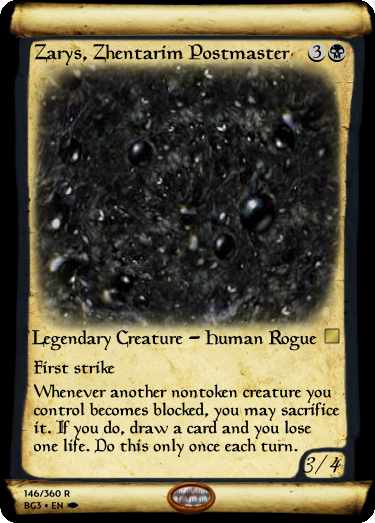 Zarys, Zhentarim Postmaster 3
Legendary Creature – Human Rogue
First strike
Whenever another nontoken creature you
control becomes blocked, you may sacrifice
it. If you do, draw a card and you lose
one life. Do this only once each turn.
3/4
146/360 R
BG3 • EN